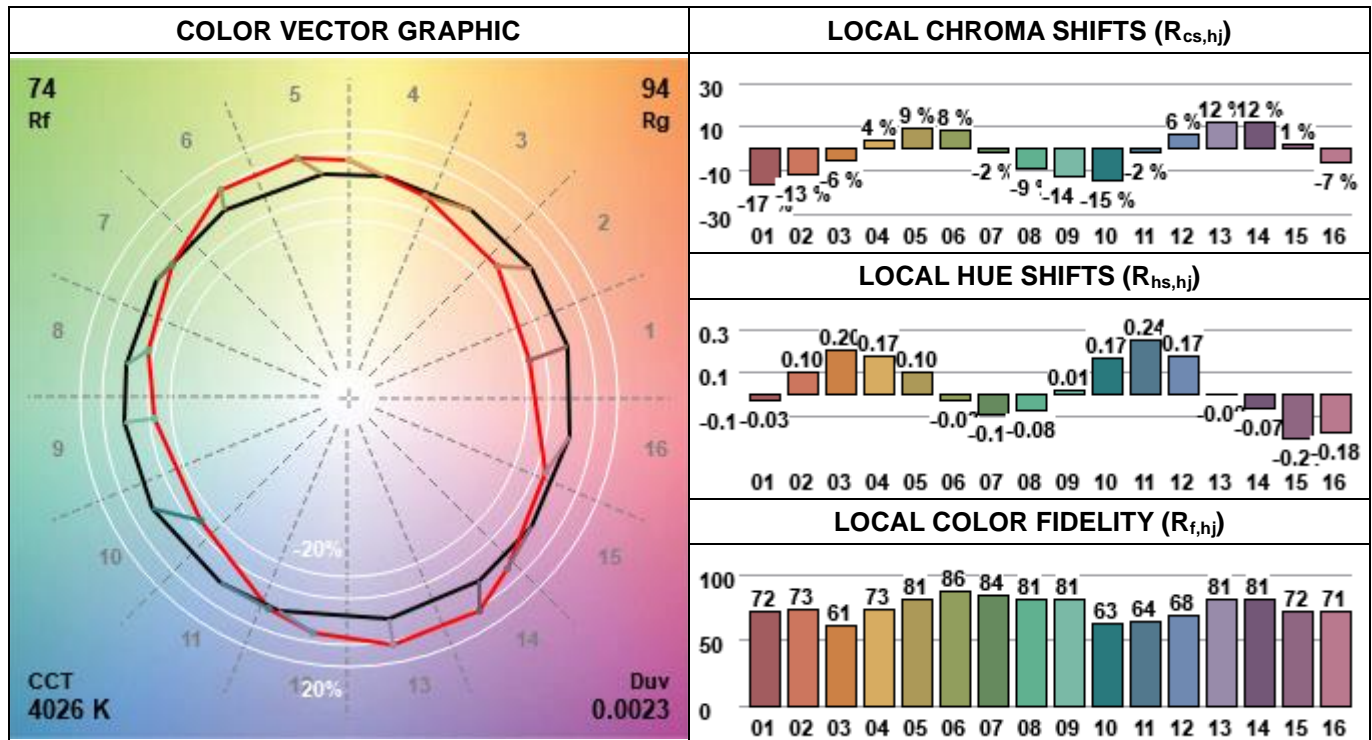 COLOR VECTOR GRAPHIC
74
Rf
94
Rg
5
4
6
3
7
2
8
1
9
16
10
15
11
14
13
-20%
20%
CCT
4026 K
Duv
0.0023
LOCAL CHROMA SHIFTS (Rcs,hj)
30
10
-10
-30
-17 -13 % -6 % 4 % 9 % 8 % -2 % -9 -14 -15 % -2 % 6 % 12 % 12 % 1 % -7 %
01 02 03 04 05 06 07 08 09 10 11 12 13 14 15 16
LOCAL HUE SHIFTS (Rhs,hj)
0.3
0.1
-0.1
-0.03 0.10 0.20 0.17 0.10 -0.1 -0.08 0.01 0.17 0.24 0.17 -0.07 -0.18
01 02 03 04 05 06 07 08 09 10 11 12 13 14 15 16
LOCAL COLOR FIDELITY (Rf,hj)
100
50
0
72 73 61 73 81 86 84 81 81 63 64 68 81 81 72 71
01 02 03 04 05 06 07 08 09 10 11 12 13 14 15 16